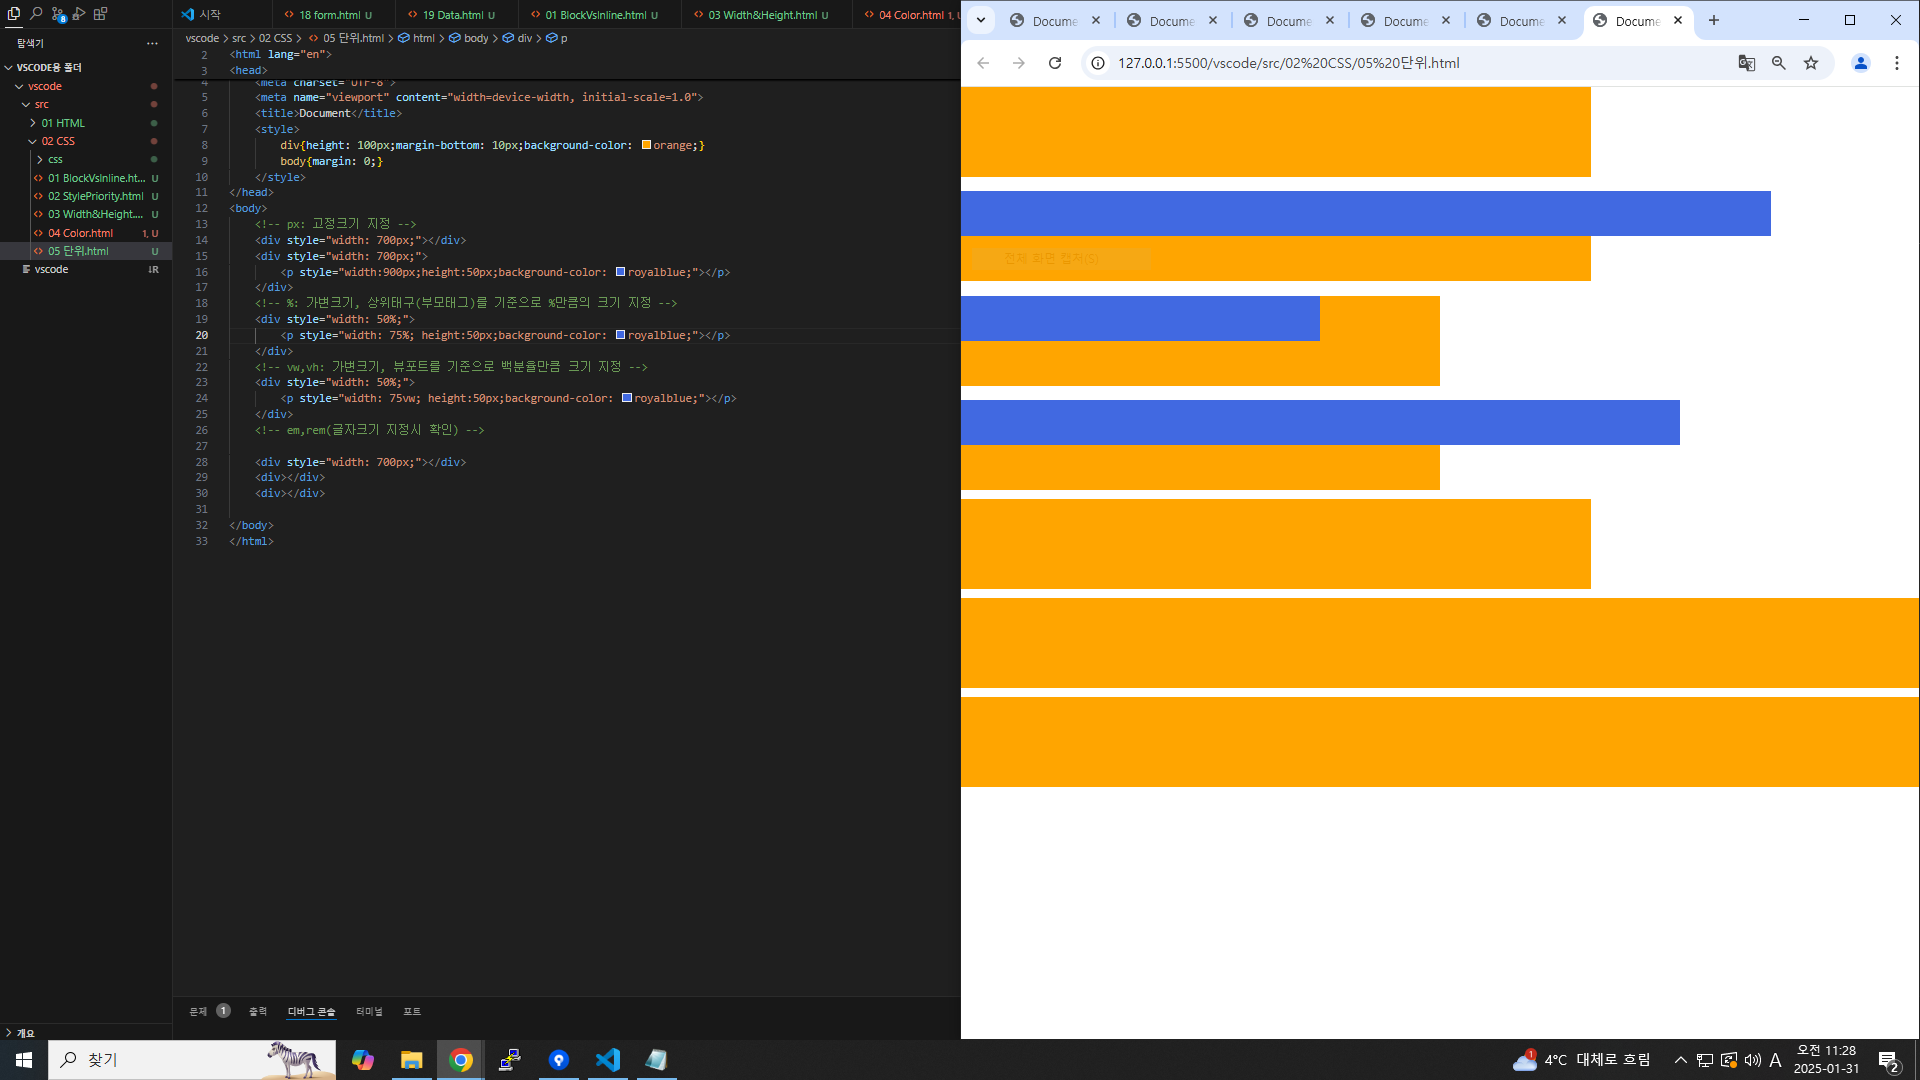 시작
18 form.html U
19 Data.html U
01 BlockVsInline.html U
03 Width&Height.html U
04 Color.html 1, U
탐색기
VSCODE용 폴더
vscode
src
01 HTML
02 CSS
css
01 BlockVsInline.ht... U
02 StylePriority.html U
03 Width&Height.... U
04 Color.html 1, U
05 단위.html U
vscode
개요
vscode > src > 02 CSS > 05 단위.html > html > body > div > p
2 <html lang="en">
3 <head>
4 <meta charset="UTF-8">
5 <meta name="viewport" content="width=device-width, initial-scale=1.0">
6 <title>Document</title>
7 <style>
8 div{height: 100px;margin-bottom: 10px;background-color: orange;}
9 body{margin: 0;}
10 </style>
11 </head>
12 <body>
13 <!-- px: 고정크기 지정 -->
14 <div style="width: 700px;"></div>
15 <div style="width: 700px;">
16 <p style="width:900px;height:50px;background-color: royalblue;"></p>
17 </div>
18 <!-- %: 가변크기, 상위태구(부모태그)를 기준으로 %만큼의 크기 지정 -->
19 <div style="width: 50%;">
20 <p style="width: 75%; height:50px;background-color: royalblue;"></p>
21 </div>
22 <!-- vw,vh: 가변크기, 뷰포트를 기준으로 백분율만큼 크기 지정 -->
23 <div style="width: 50%;">
24 <p style="width: 75vw; height:50px;background-color: royalblue;"></p>
25 </div>
26 <!-- em,rem(글자크기 지정시 확인) -->
27
28 <div style="width: 700px;"></div>
29 <div></div>
30 <div></div>
31
32 </body>
33 </html>
문제 1 출력 디버그 콘솔 터미널 포트
Docume
Docume
Docume
Docume
Docume
Docume
127.0.0.1:5500/vscode/src/02%20CSS/05%20단위.html
전체 화면 캡처(S)
찾기
4°C 대체로 흐림
A
오전 11:28
2025-01-31
2